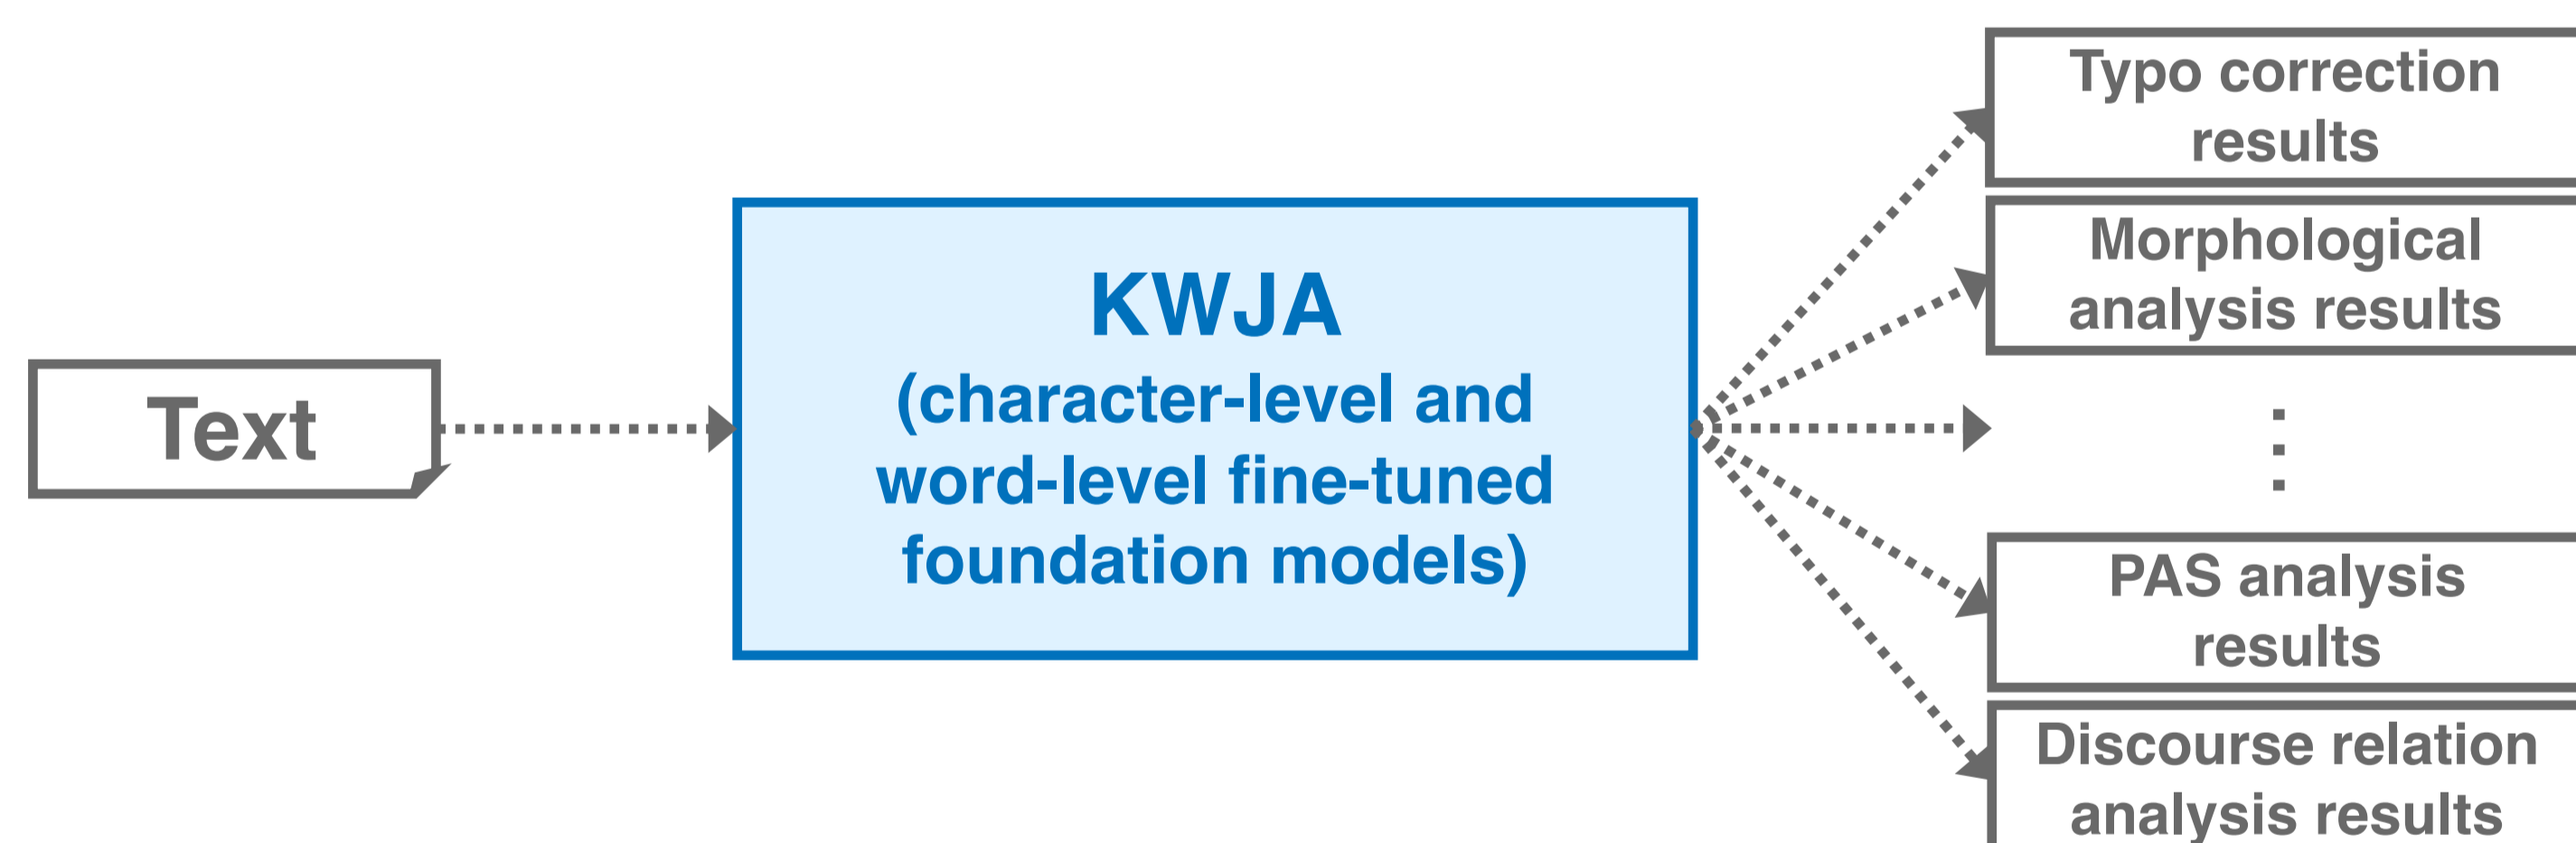 Text
KWJA
(character-level and
word-level fine-tuned
foundation models)
Typo correction
results
Morphological
analysis results
PAS analysis
results
Discourse relation
analysis results